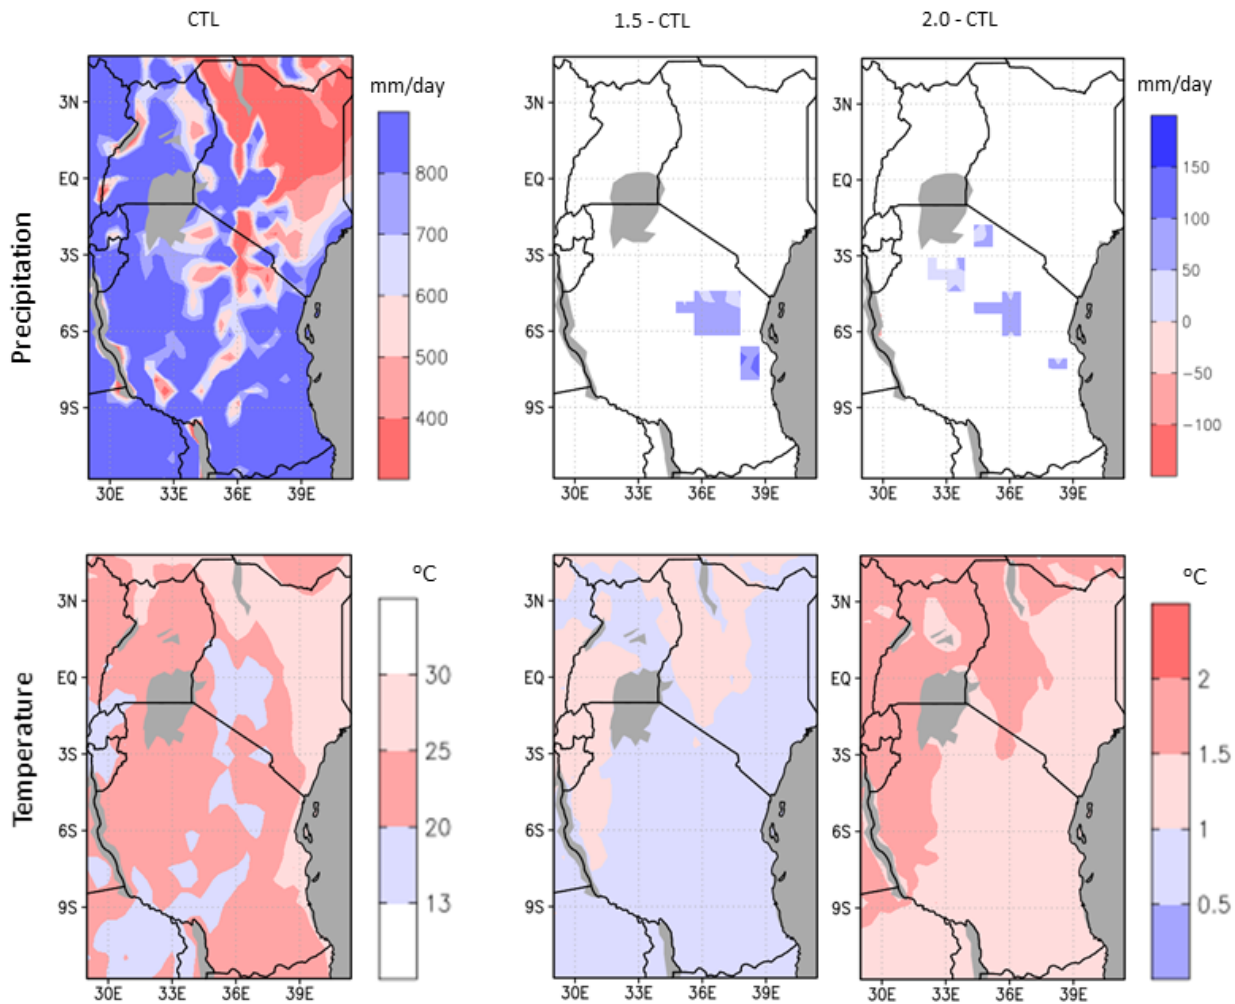 CTL 1.5 - CTL 2.0 - CTL
Precipitation
3N
EQ
3S
6S
9S
30E 33E 36E 39E
mm/day
800
700
600
500
400
3N
EQ
3S
6S
9S
30E 33E 36E 39E
3N
EQ
3S
6S
9S
30E 33E 36E 39E
mm/day
150
100
50
0
−50
−100
Temperature
3N
EQ
3S
6S
9S
30E 33E 36E 39E
°C
30
25
20
13
3N
EQ
3S
6S
9S
30E 33E 36E 39E
3N
EQ
3S
6S
9S
30E 33E 36E 39E
°C
2
1.5
1
0.5